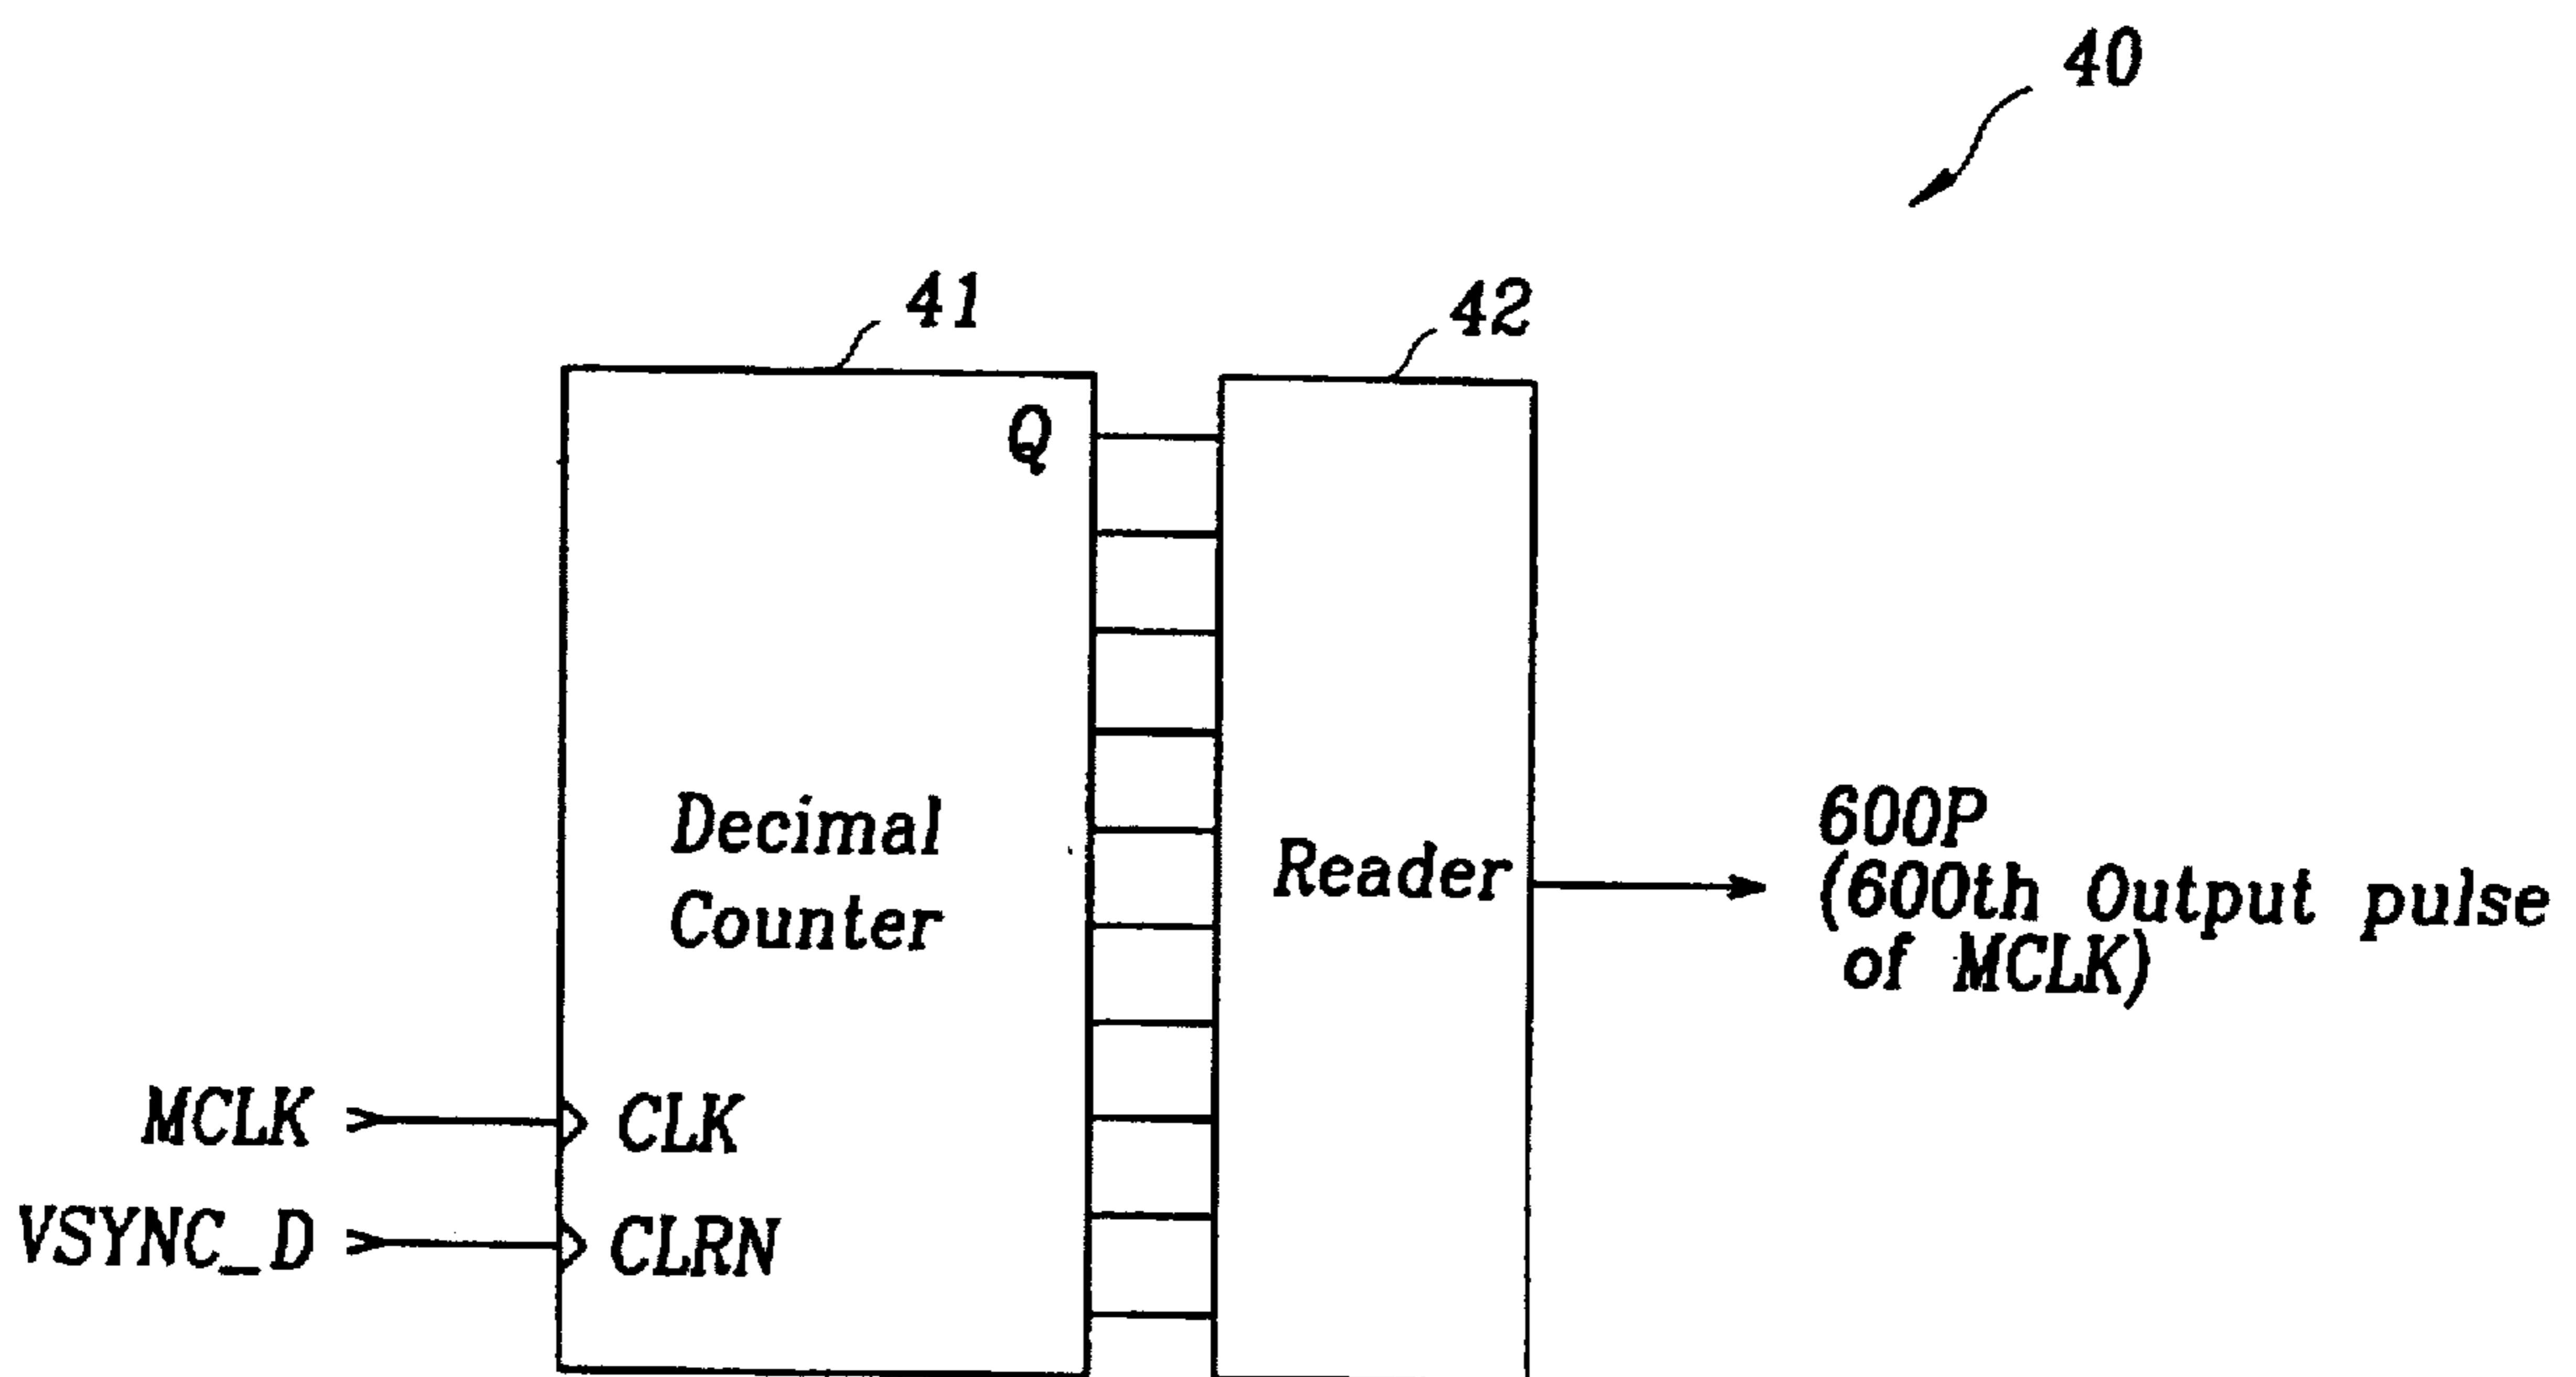 40
41
42
Q
Decimal
Counter
Reader
600P
(600th Output pulse
of MCLK)
MCLK
CLK
VSYNC_D
CLRN